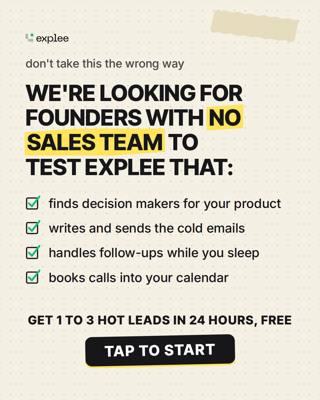 explee
don't take this the wrong way
WE'RE LOOKING FOR
FOUNDERS WITH NO
SALES TEAM TO
TEST EXPLEE THAT:
finds decision makers for your product
writes and sends the cold emails
handles follow-ups while you sleep
books calls into your calendar
GET 1 TO 3 HOT LEADS IN 24 HOURS, FREE
TAP TO START